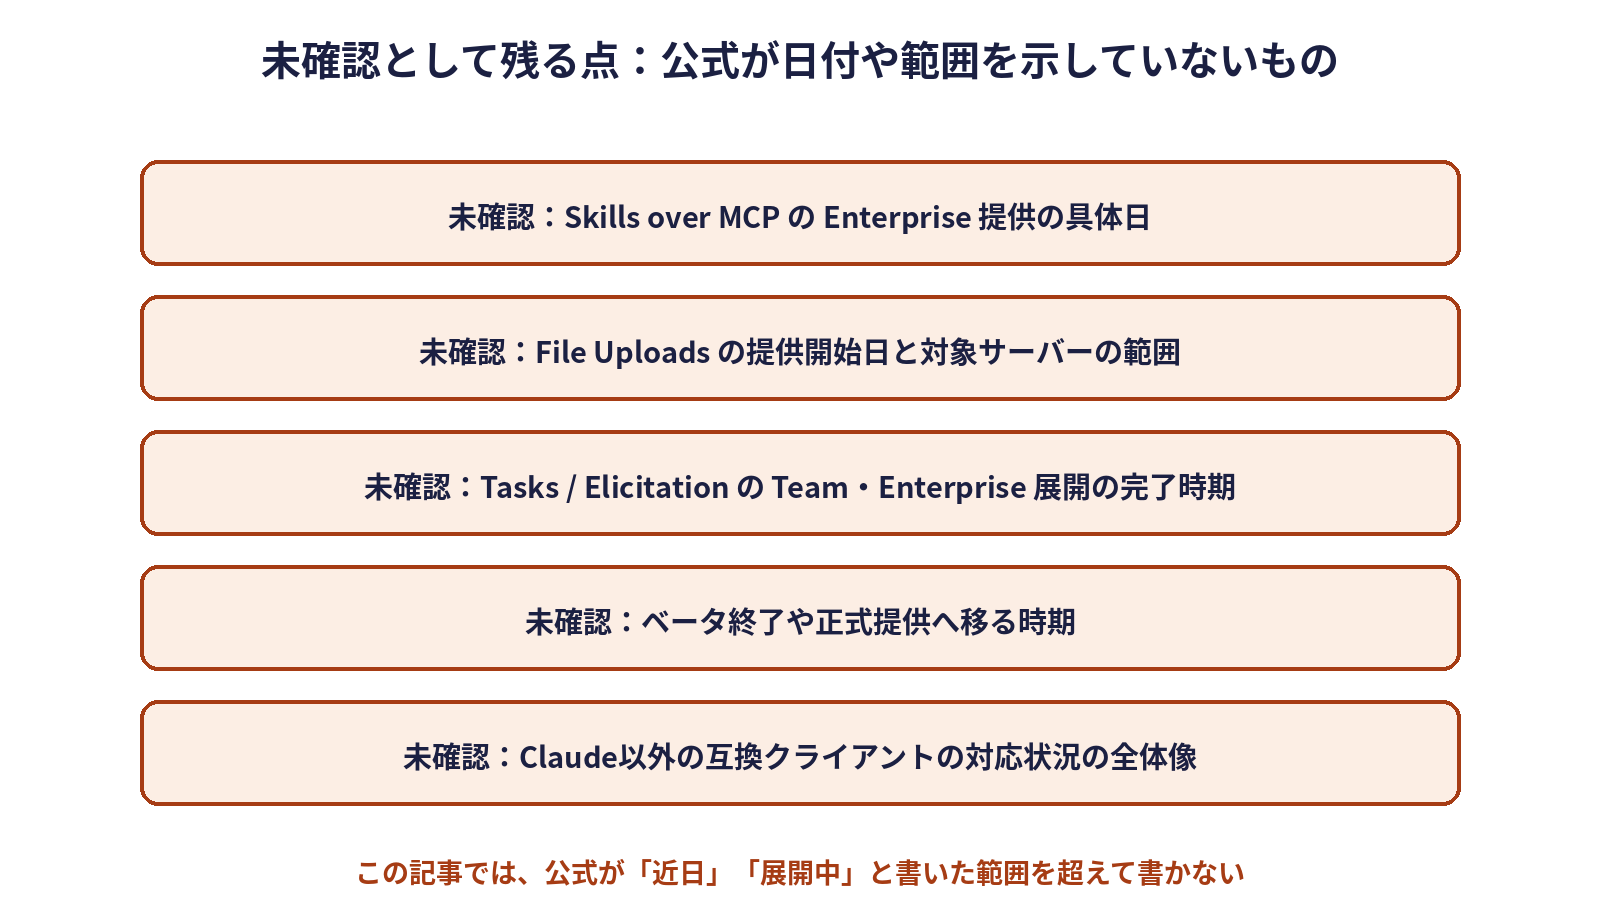 未確認として残る点：公式が日付や範囲を示していないもの
未確認：Skills over MCP の Enterprise 提供の具体日
未確認：File Uploads の提供開始日と対象サーバーの範囲
未確認：Tasks / Elicitation の Team・Enterprise 展開の完了時期
未確認：ベータ終了や正式提供へ移る時期
未確認：Claude以外の互換クライアントの対応状況の全体像
この記事では、公式が「近日」「展開中」と書いた範囲を超えて書かない